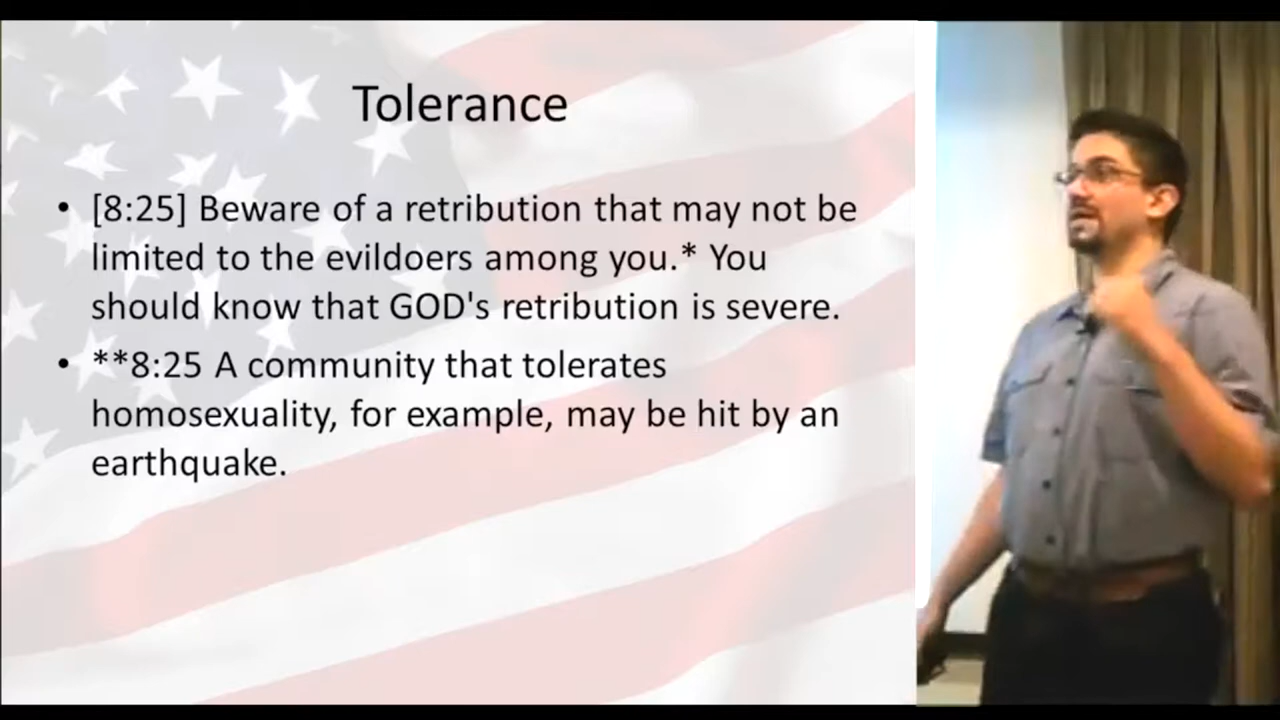 Tolerance
• [8:25] Beware of a retribution that may not be
limited to the evildoers among you.* You
should know that GOD's retribution is severe.
• **8:25 A community that tolerates
homosexuality, for example, may be hit by an
earthquake.